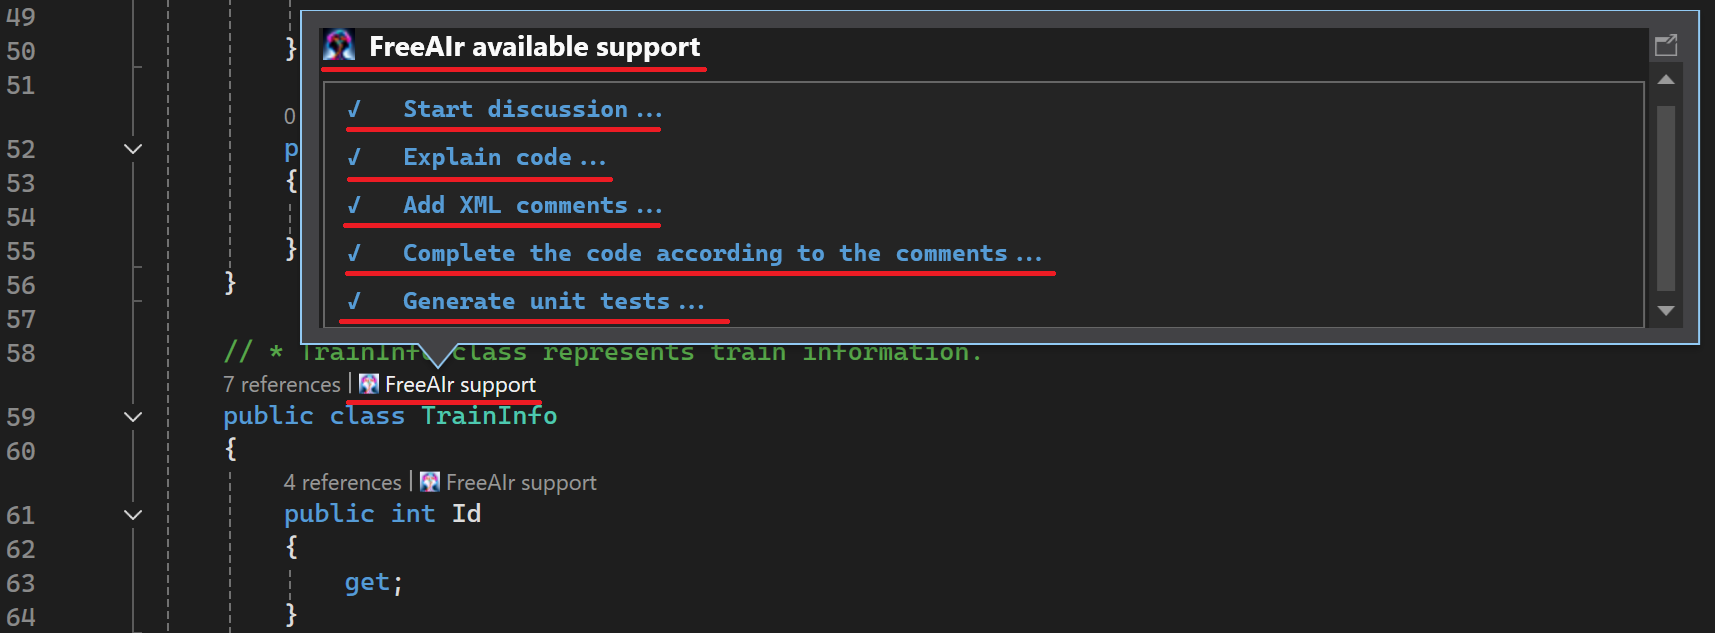 49
50 }
51
0
52 p
53 {
54
55 }
56 }
57
FreeAIr available support
√ Start discussion...
√ Explain code...
√ Add XML comments...
√ Complete the code according to the comments...
√ Generate unit tests...
58 // * TrainInfo class represents train information.
7 references | FreeAIr support
59 public class TrainInfo
60 {
4 references | FreeAIr support
61 public int Id
62 {
63 get;
64 }